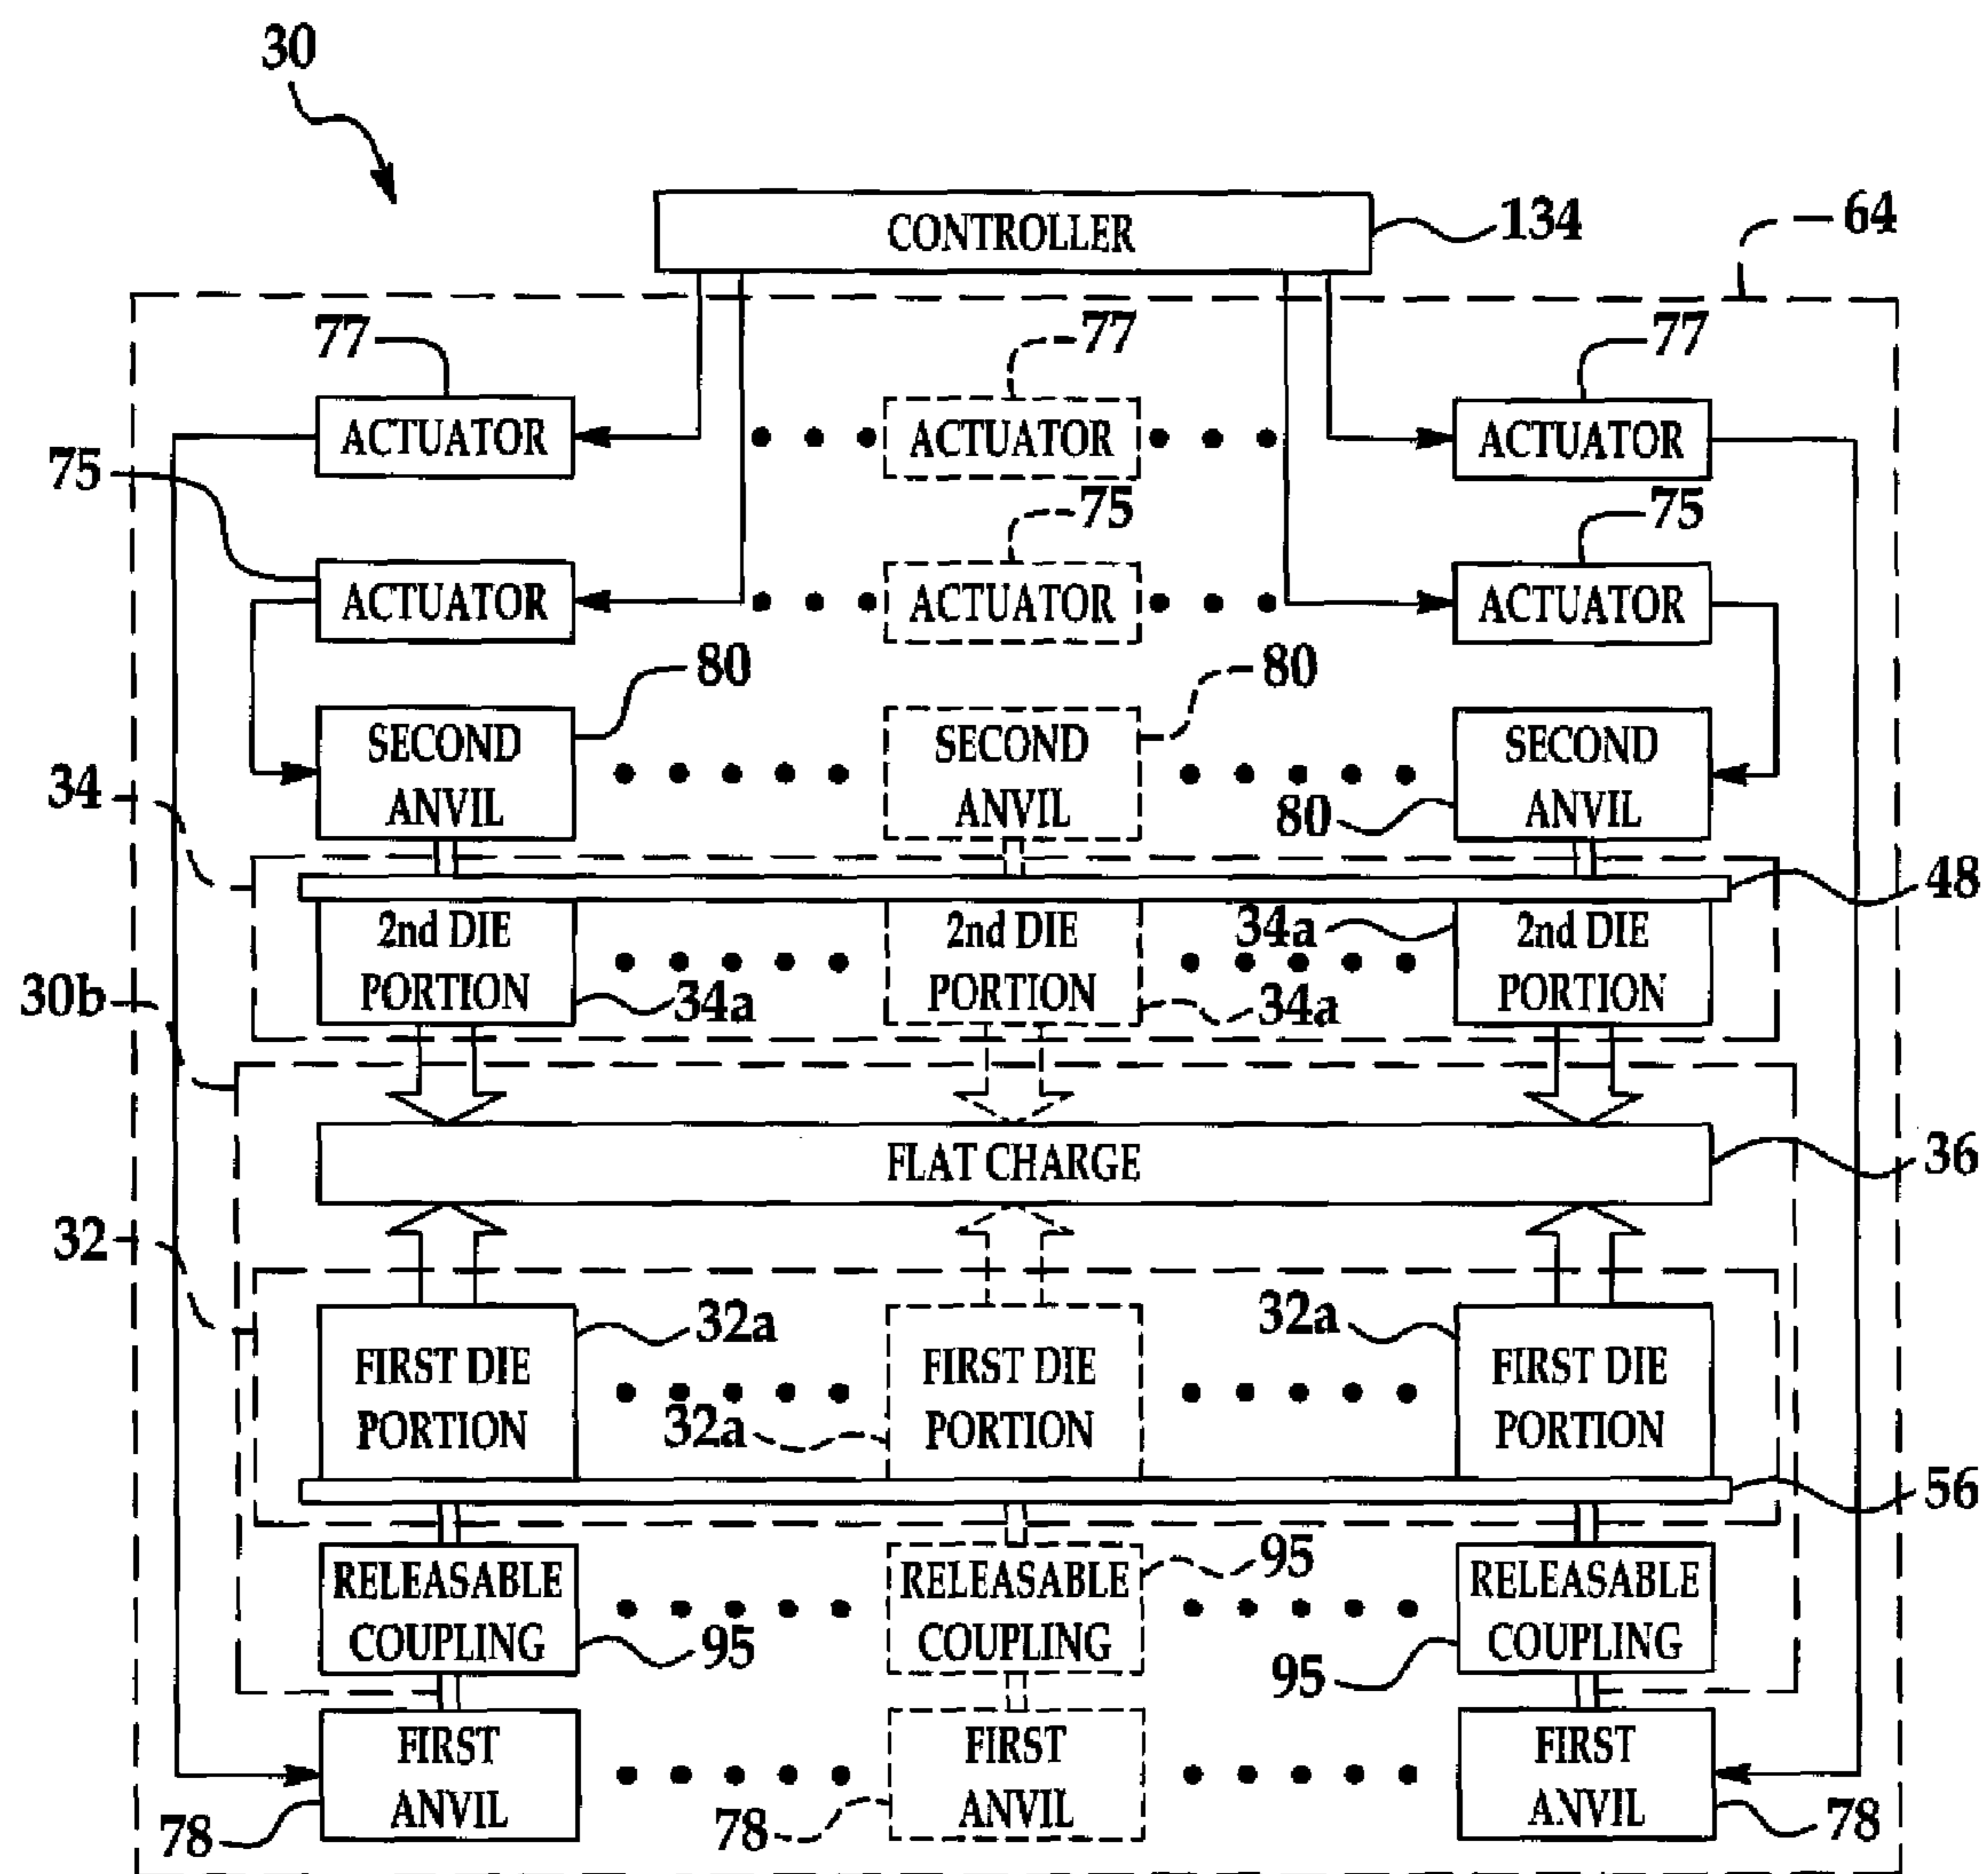 30
CONTROLLER
134
64
77
77
77
ACTUATOR
ACTUATOR
ACTUATOR
75
75
75
ACTUATOR
ACTUATOR
ACTUATOR
80
80
SECOND
ANVIL
SECOND
ANVIL
SECOND
ANVIL
80
34
48
2nd DIE
PORTION
34a
2nd DIE
PORTION
34a
34a
2nd DIE
PORTION
30b
FLAT CHARGE
36
32
32a
32a
FIRST DIE
PORTION
32a
FIRST DIE
PORTION
FIRST DIE
PORTION
56
RELEASABLE
COUPLING
95
RELEASABLE
COUPLING
95
RELEASABLE
COUPLING
95
FIRST
ANVIL
78
FIRST
ANVIL
78
FIRST
ANVIL
78